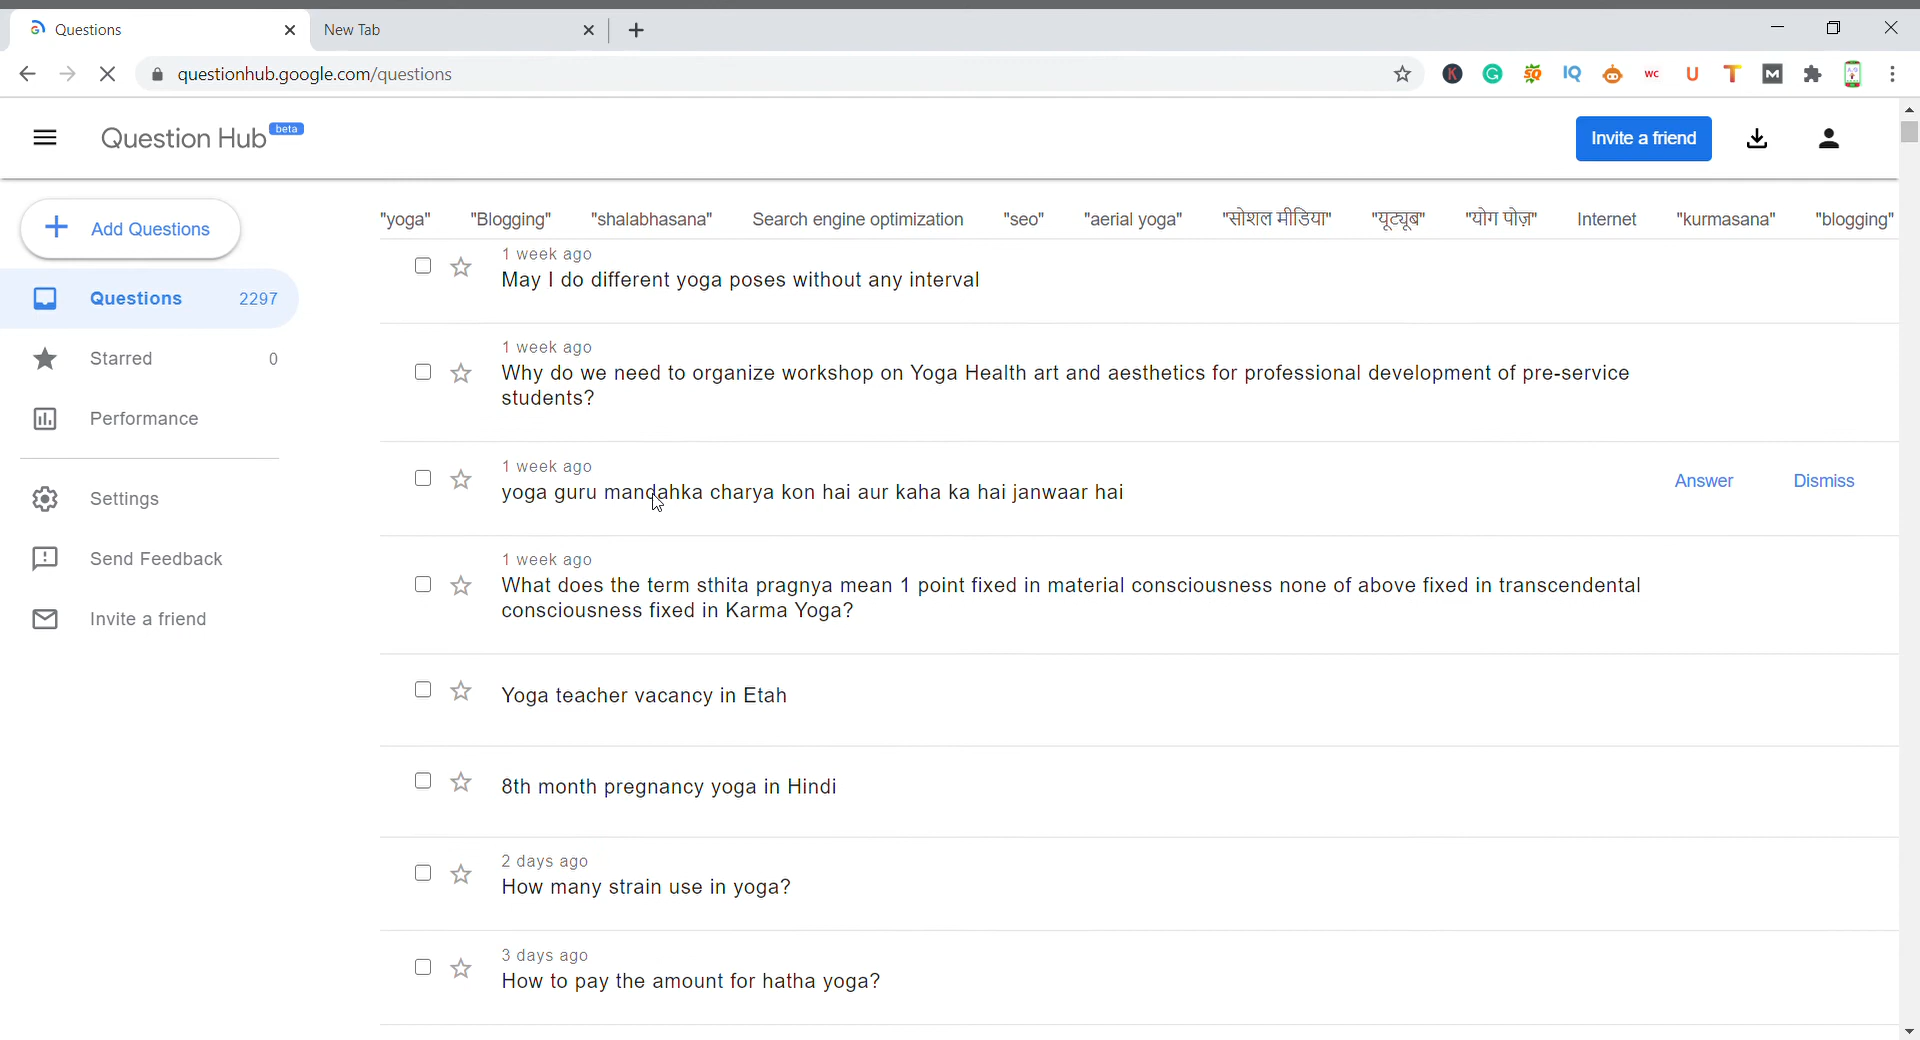 Questions
New Tab
questionhub.google.com/questions
K
G
SQ
IQ
WC
U
T
M
Question Hub beta
Invite a friend
Add Questions
"yoga" "Blogging" "shalabhasana" Search engine optimization "seo" "aerial yoga" "सोशल मीडिया" "यूट्यूब" "योग पोज़" Internet "kurmasana" "blogging"
Questions 2297
Starred 0
Performance
Settings
Send Feedback
Invite a friend
1 week ago
May I do different yoga poses without any interval
1 week ago
Why do we need to organize workshop on Yoga Health art and aesthetics for professional development of pre-service
students?
1 week ago
yoga guru mandahka charya kon hai aur kaha ka hai janwaar hai
Answer Dismiss
1 week ago
What does the term sthita pragnya mean 1 point fixed in material consciousness none of above fixed in transcendental
consciousness fixed in Karma Yoga?
Yoga teacher vacancy in Etah
8th month pregnancy yoga in Hindi
2 days ago
How many strain use in yoga?
3 days ago
How to pay the amount for hatha yoga?